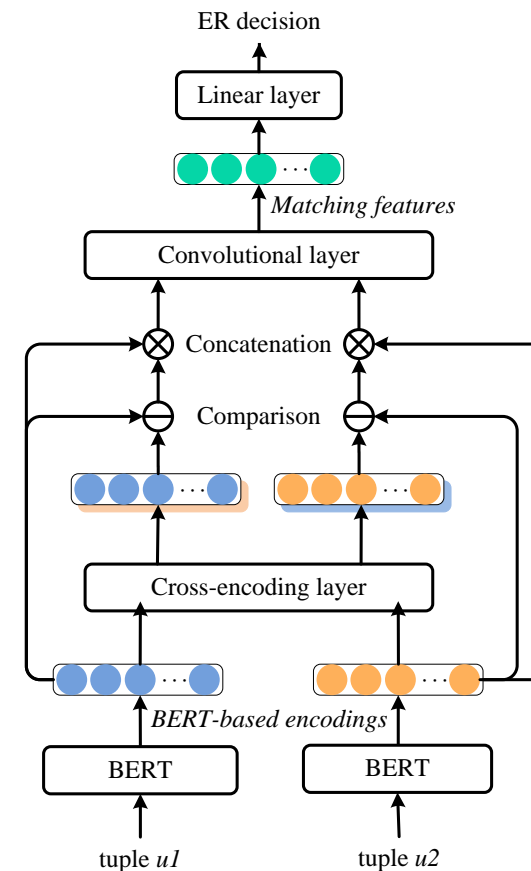 ER decision
Linear layer
Matching features
Convolutional layer
Concatenation
Comparison
Cross-encoding layer
BERT-based encodings
BERT BERT
tuple u1 tuple u2